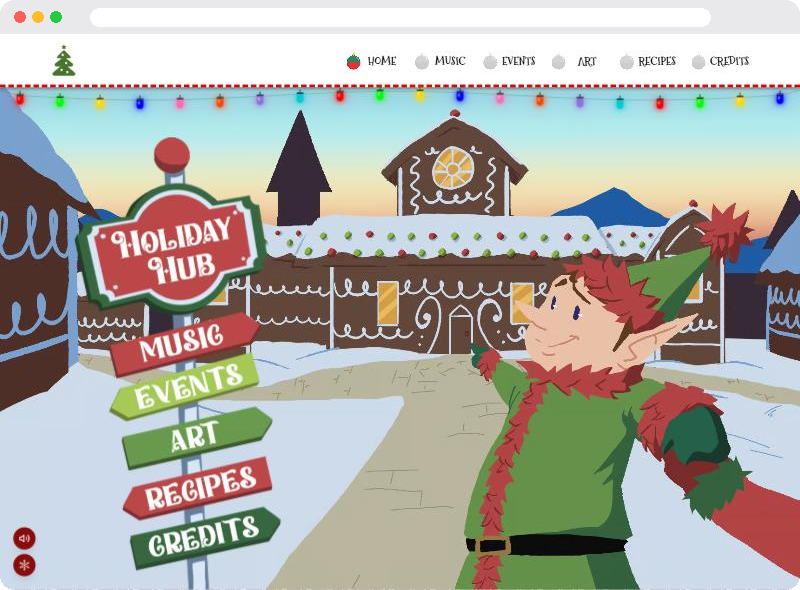 HOME MUSIC EVENTS ART RECIPES CREDITS
HOLIDAY
HUB
MUSIC
EVENTS
ART
RECIPES
CREDITS